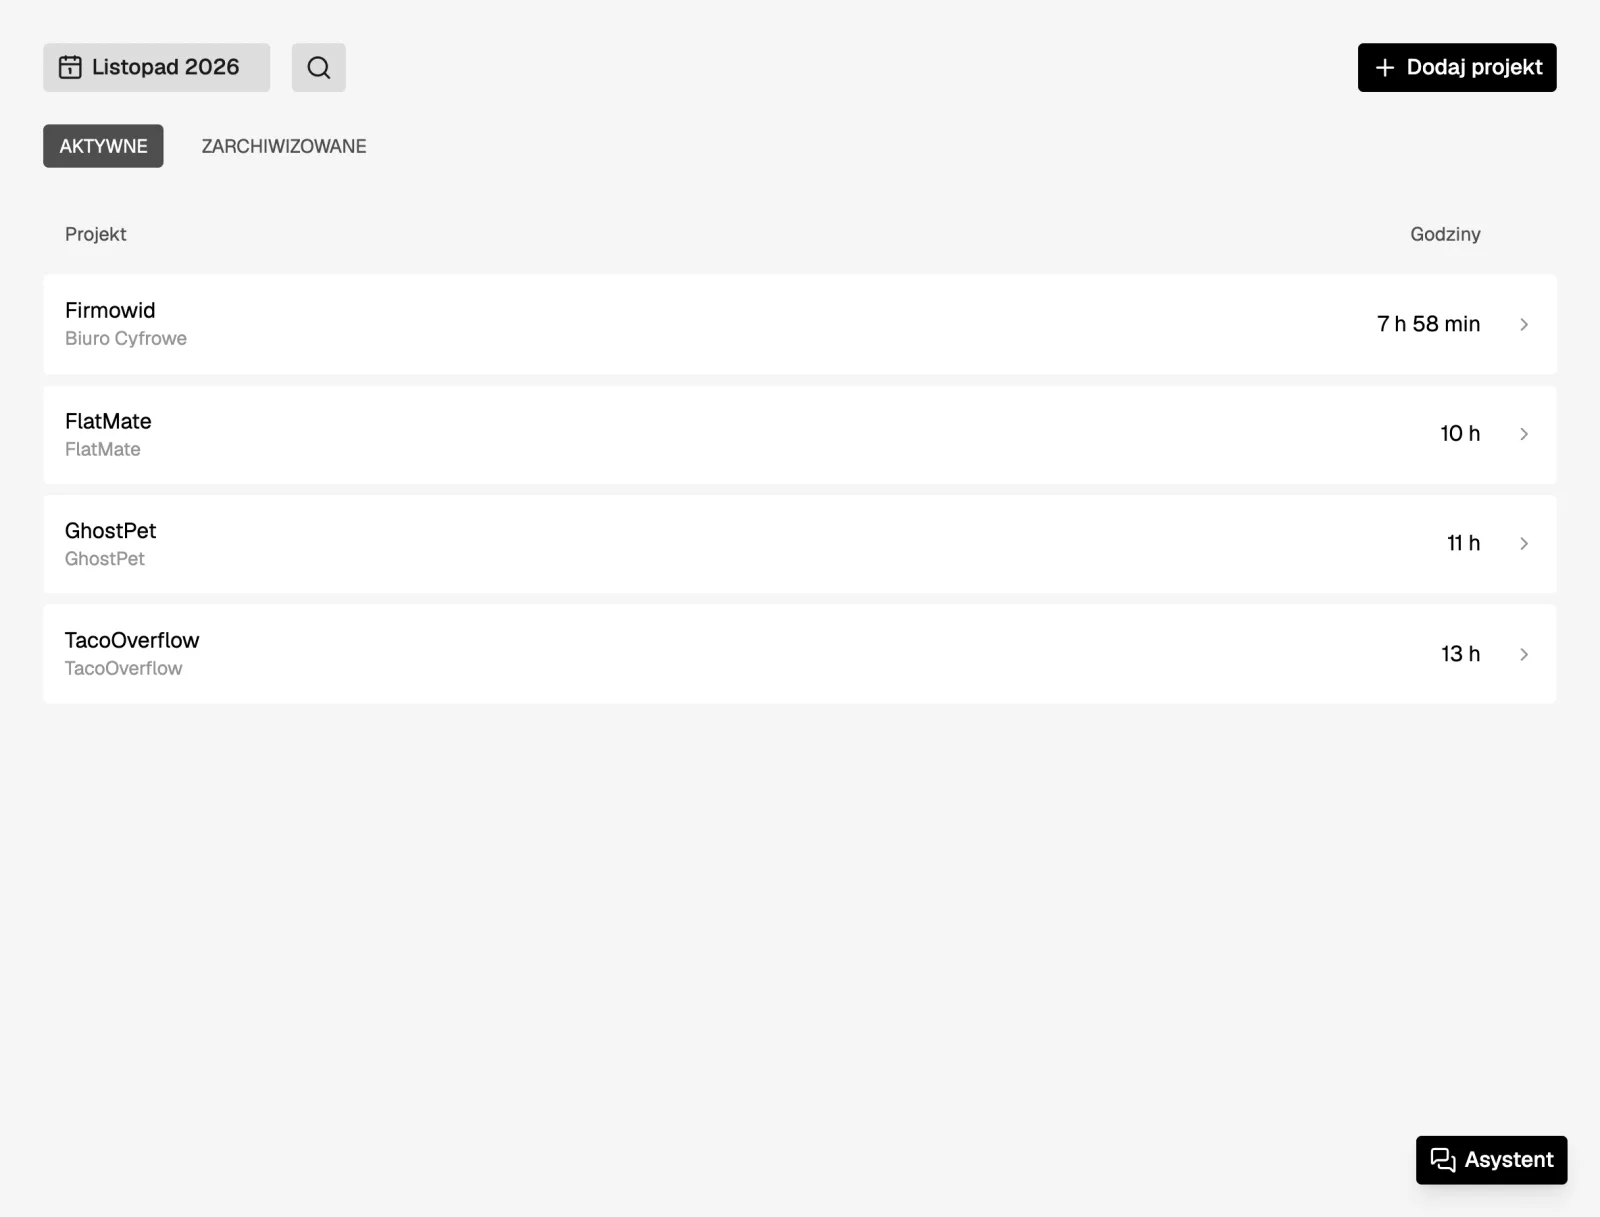 Listopad 2026
Dodaj projekt
AKTYWNE
ZARCHIWIZOWANE
Projekt
Godziny
Firmowid
Biuro Cyfrowe
7 h 58 min
FlatMate
FlatMate
10 h
GhostPet
GhostPet
11 h
TacoOverflow
TacoOverflow
13 h
Asystent